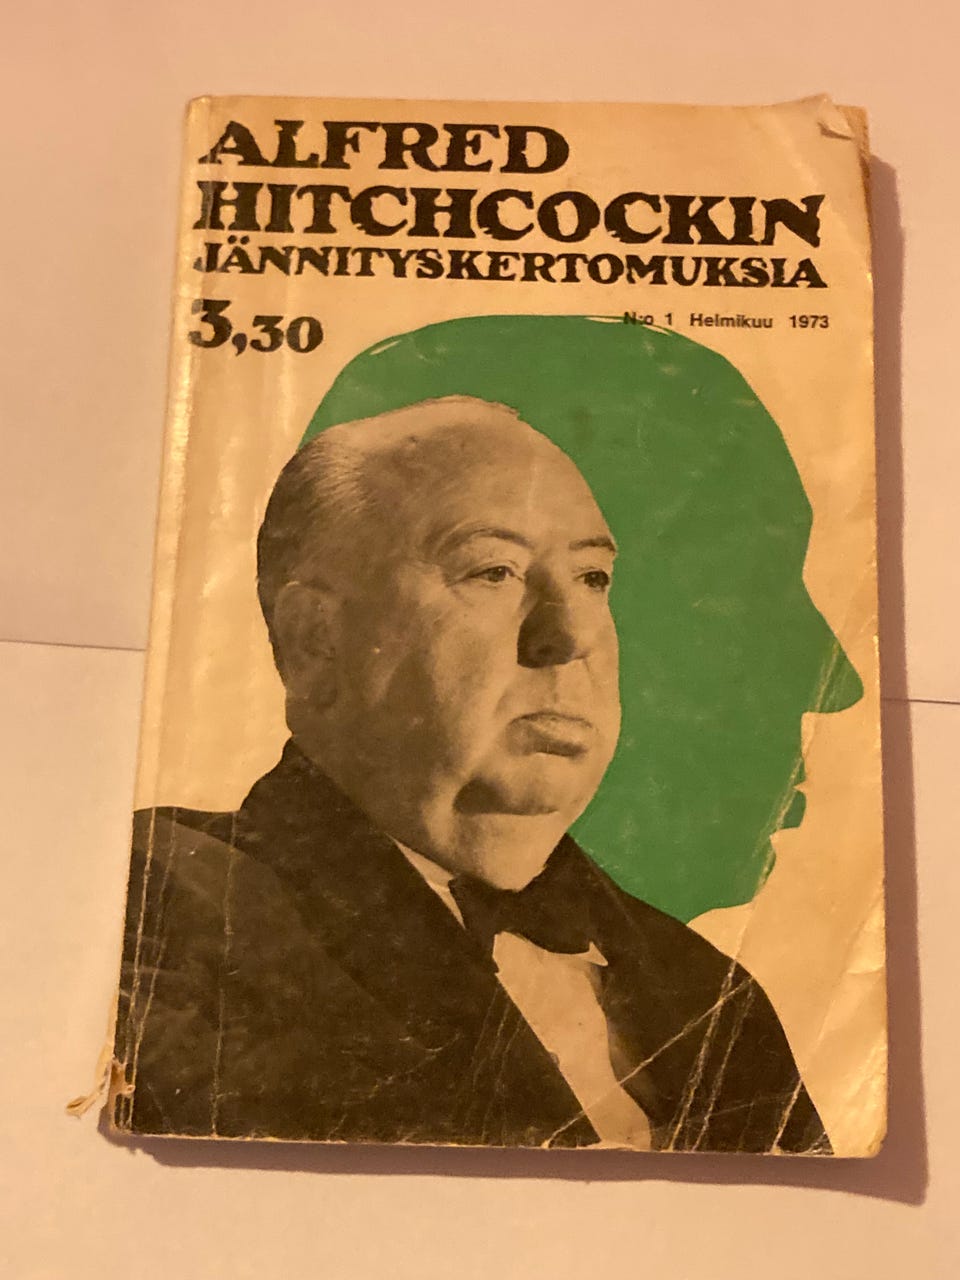 ALFRED
HITCHCOCKIN
JÄNNITYSKERTOMUKSIA
3,30
N:o 1 Helmikuu 1973